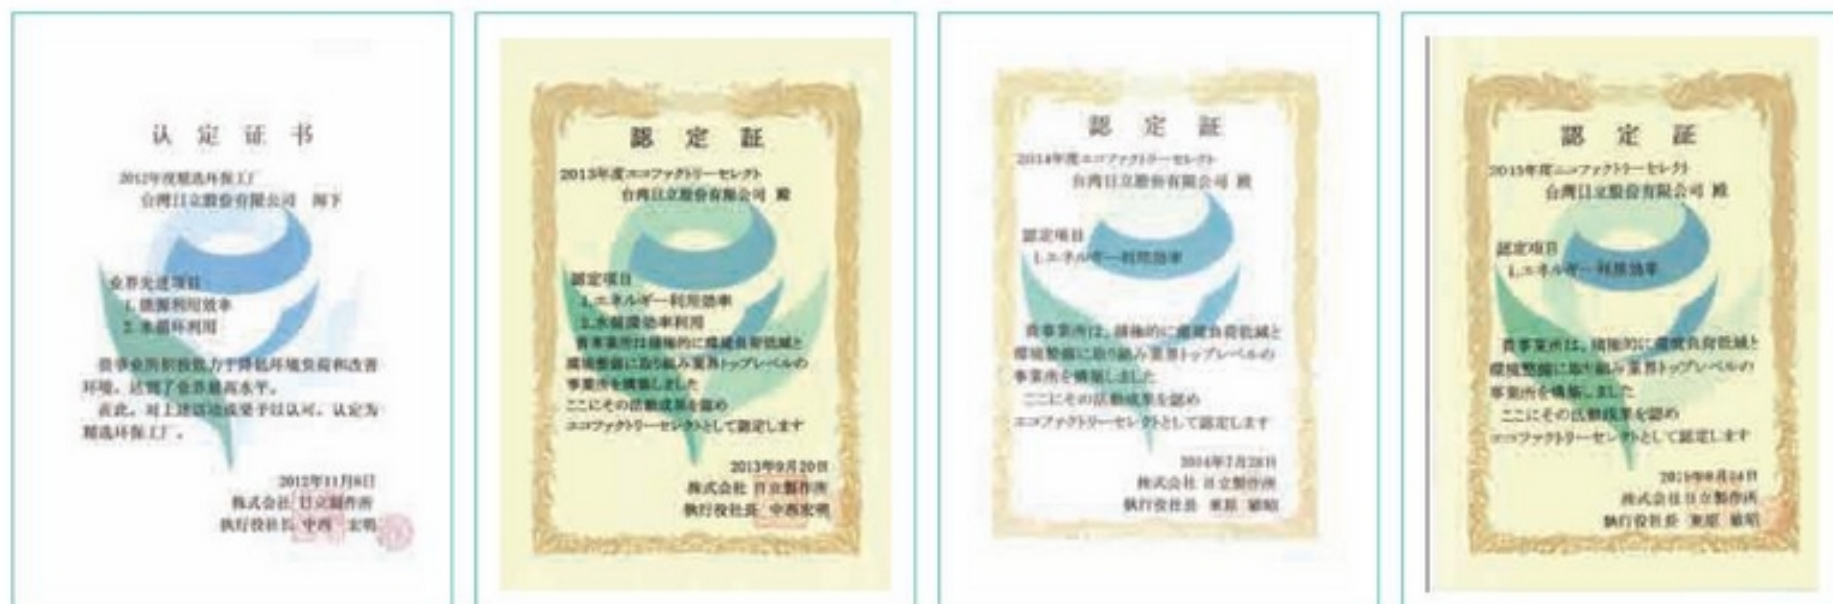 认 定 证 书
2012年度精选环保工厂
台湾日立股份有限公司 阁下
业界先进项目
1. 能源利用效率
2. 水循环利用
贵事业所积极致力于降低环境负荷和改善
环境，达到了业界最高水平。
在此，对上述活动成果予以认可，认定为
精选环保工厂。
2012年11月6日
株式会社 日立製作所
执行役社长 中西 宏明
認 定 証
2013年度エコファクトリーセレクト
台湾日立股份有限公司 殿
認定項目
1.エネルギー利用効率
2.水循環効率利用
貴事業所は積極的に環境負荷低減と
環境整備に取り組み業界トップレベルの
事業所を構築しました
ここにその活動成果を認め
エコファクトリーセレクトとして認定します
2013年9月20日
株式会社 日立製作所
執行役社長 中西宏明
認 定 証
2014年度エコファクトリーセレクト
台湾日立股份有限公司 殿
認定項目
1.エネルギー利用効率
貴事業所は、積極的に環境負荷低減と
環境整備に取り組み業界トップレベルの
事業所を構築しました
ここにその活動成果を認め
エコファクトリーセレクトとして認定します
2014年7月28日
株式会社 日立製作所
執行役社長 東原 敏昭
認 定 証
2015年度エコファクトリーセレクト
台湾日立股份有限公司 殿
認定項目
1.エネルギー利用効率
貴事業所は、積極的に環境負荷低減と
環境整備に取り組み業界トップレベルの
事業所を構築しました
ここにその活動成果を認め
エコファクトリーセレクトとして認定します
株式会社日立製作所
執行役社長 東原 敏昭